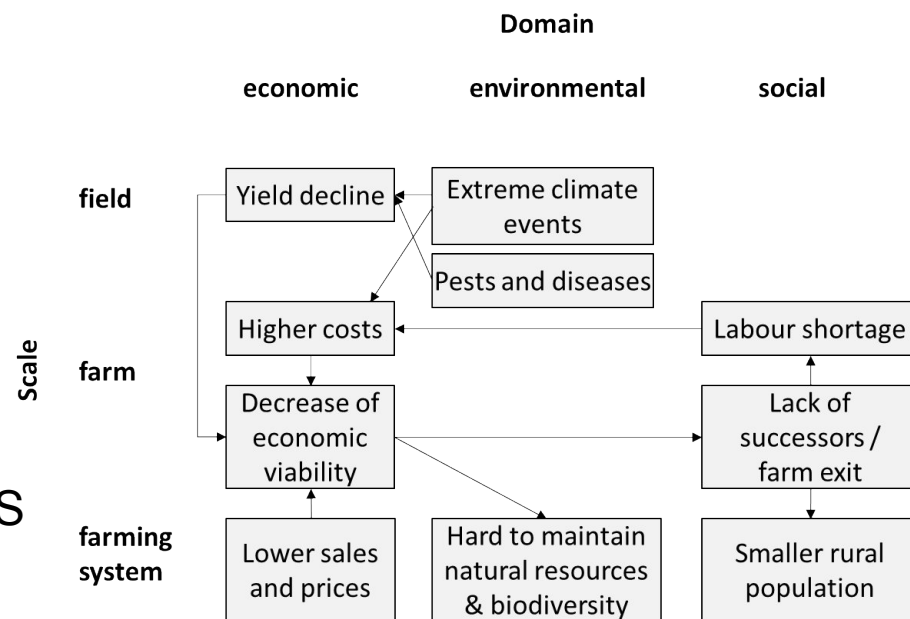 Domain
economic
environmental
social
field
Yield decline
Extreme climate
events
Pests and diseases
Scale
farm
Higher costs
Labour shortage
Decrease of
economic
viability
Lack of
successors /
farm exit
s
farming
system
Lower sales
and prices
Hard to maintain
natural resources
& biodiversity
Smaller rural
population